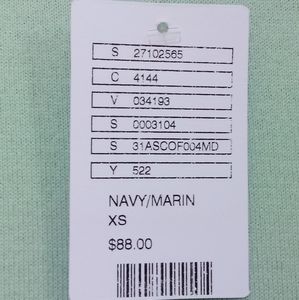 S 27102565
C 4144
V 034193
S 0003104
S 31ASCOF004MD
Y 522
NAVY/MARIN
XS
$88.00